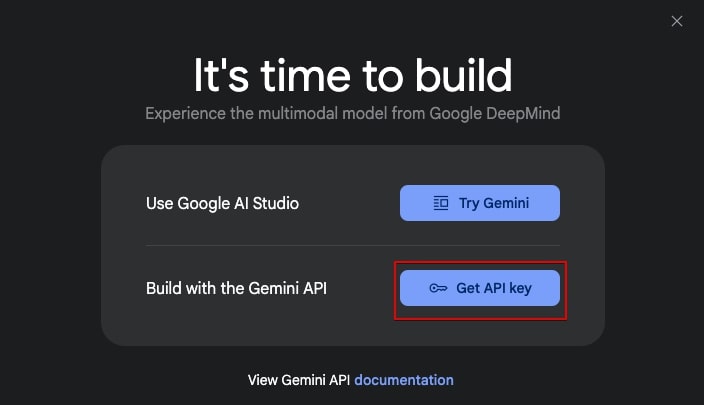 It's time to build
Experience the multimodal model from Google DeepMind
Use Google AI Studio
Try Gemini
Build with the Gemini API
Get API key
View Gemini API documentation